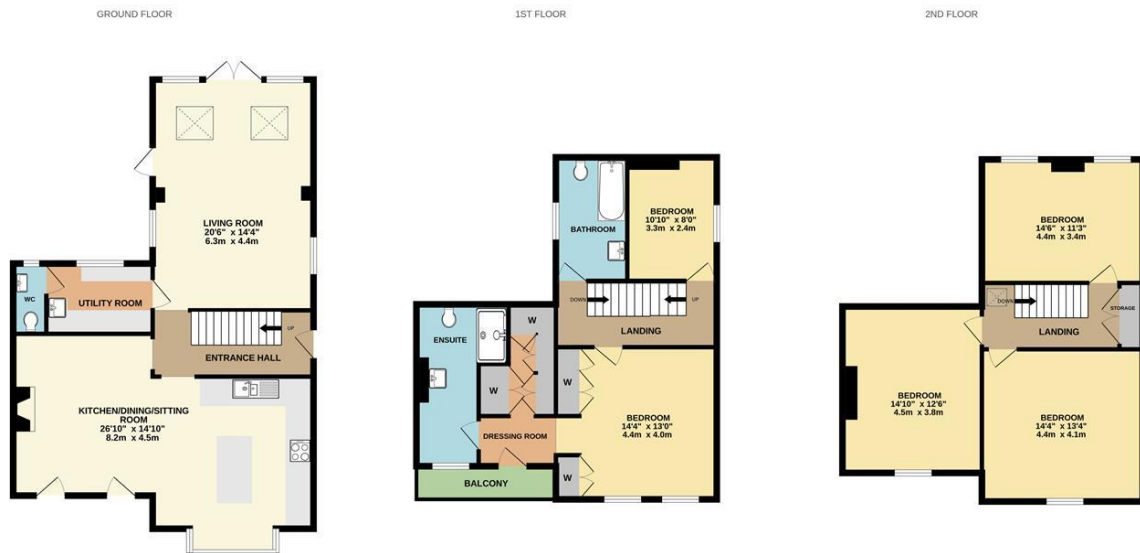 GROUND FLOOR
LIVING ROOM
20'6" x 14'4"
6.3m x 4.4m
WC
UTILITY ROOM
UP
ENTRANCE HALL
KITCHEN/DINING/SITTING
ROOM
26'10" x 14'10"
8.2m x 4.5m
1ST FLOOR
BATHROOM
BEDROOM
10'10" x 8'0"
3.3m x 2.4m
DOWN
UP
LANDING
ENSUITE
W
W
W
DRESSING ROOM
BEDROOM
14'4" x 13'0"
4.4m x 4.0m
W
BALCONY
2ND FLOOR
BEDROOM
14'6" x 11'3"
4.4m x 3.4m
DOWN
STORAGE
LANDING
BEDROOM
14'10" x 12'6"
4.5m x 3.8m
BEDROOM
14'4" x 13'4"
4.4m x 4.1m